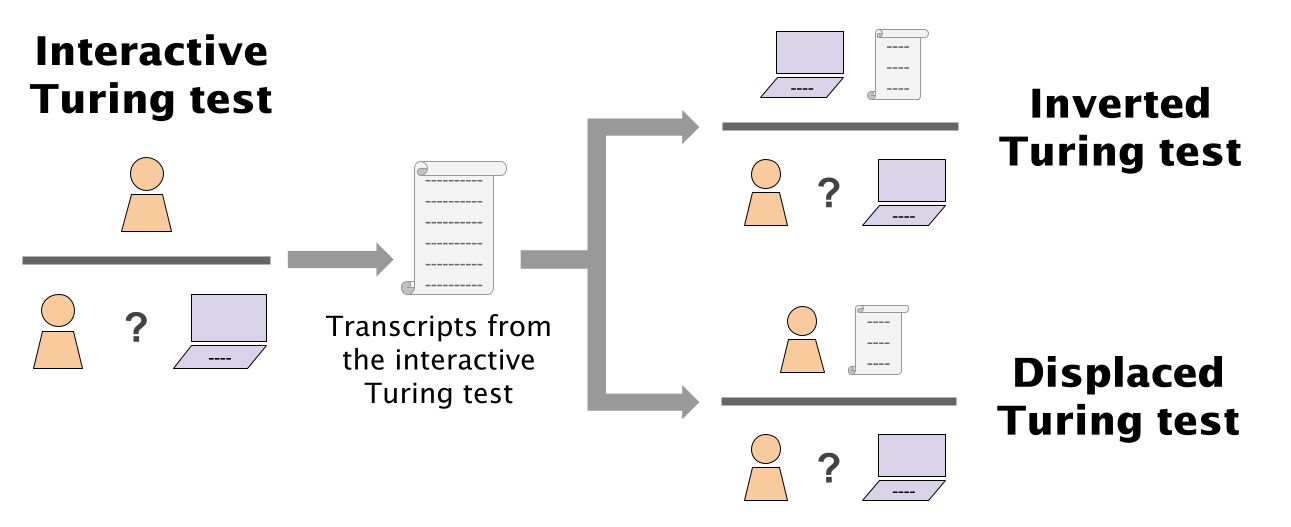 Interactive
Turing test
?
Transcripts from
the interactive
Turing test
Inverted
Turing test
?
Displaced
Turing test
?